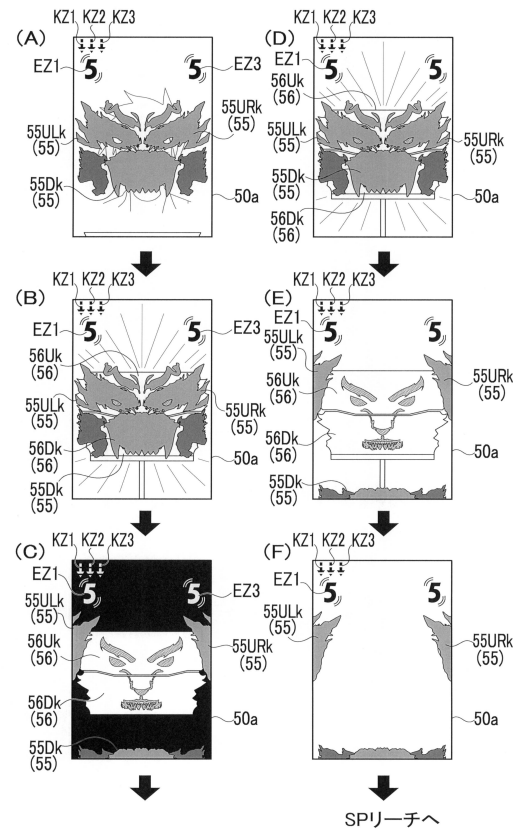 (A)
KZ1 KZ2 KZ3
EZ1
5
5
EZ3
55ULk
(55)
55URk
(55)
55Dk
(55)
50a
(B)
KZ1 KZ2 KZ3
EZ1
5
5
EZ3
56Uk
(56)
55ULk
(55)
55URk
(55)
56Dk
(56)
50a
55Dk
(55)
(C)
KZ1 KZ2 KZ3
EZ1
5
5
EZ3
55ULk
(55)
56Uk
(56)
55URk
(55)
56Dk
(56)
50a
55Dk
(55)
(D)
KZ1 KZ2 KZ3
EZ1
5
5
EZ3
56Uk
(56)
55ULk
(55)
55URk
(55)
55Dk
(55)
50a
56Dk
(56)
(E)
KZ1 KZ2 KZ3
EZ1
5
5
EZ3
55ULk
(55)
56Uk
(56)
55URk
(55)
56Dk
(56)
50a
55Dk
(55)
(F)
KZ1 KZ2 KZ3
EZ1
5
5
EZ3
55ULk
(55)
55URk
(55)
50a
SPリーチへ